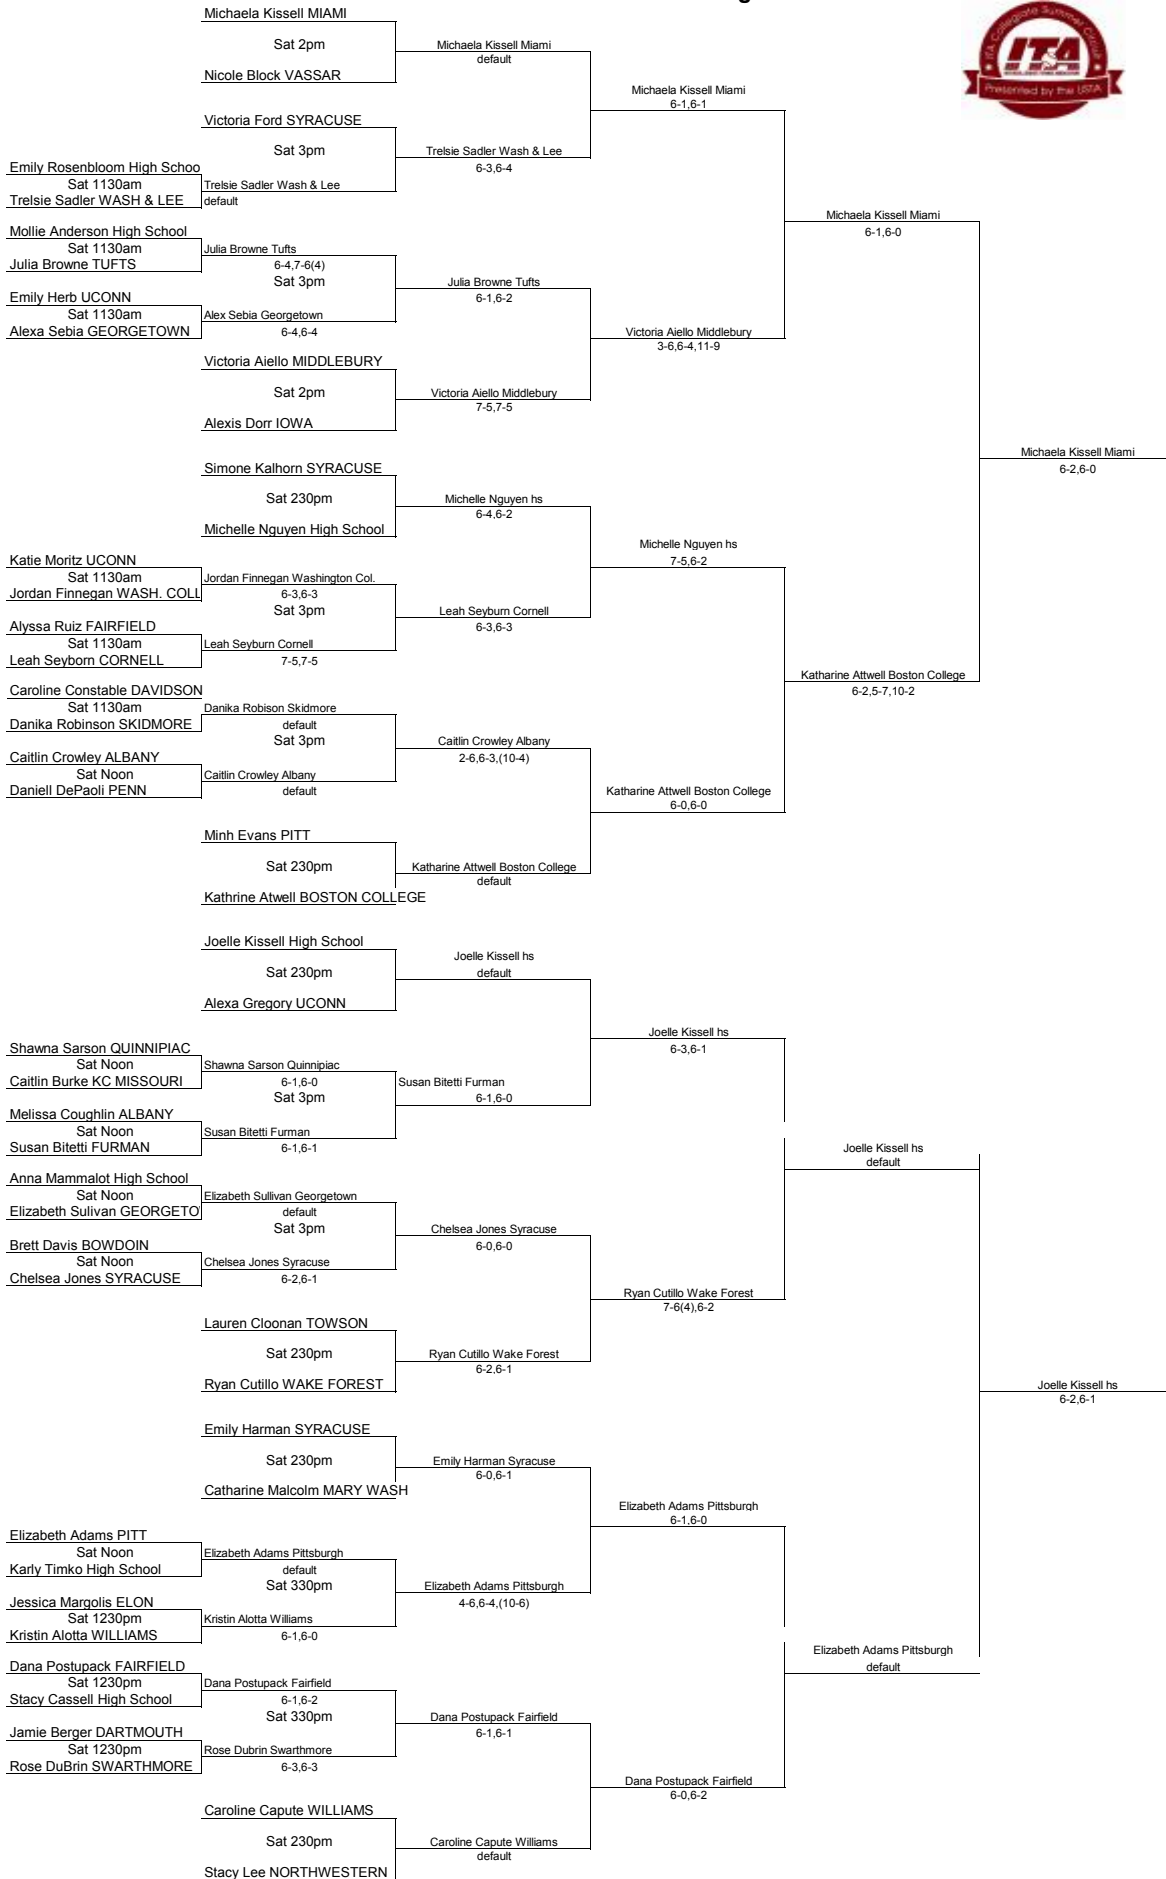 g
Michaela Kissell MIAMI
Sat 2pm
Nicole Block VASSAR
Michaela Kissell Miami
default
Michaela Kissell Miami
6-1,6-1
ITA Collegiate Summer Circuit
ITA
Presented by the USTA
Victoria Ford SYRACUSE
Sat 3pm
Trelsie Sadler Wash & Lee
6-3,6-4
Emily Rosenbloom High Schoo
Sat 1130am
Trelsie Sadler WASH & LEE
Trelsie Sadler Wash & Lee
default
Michaela Kissell Miami
6-1,6-0
Mollie Anderson High School
Sat 1130am
Julia Browne TUFTS
Julia Browne Tufts
6-4,7-6(4)
Sat 3pm
Julia Browne Tufts
6-1,6-2
Emily Herb UCONN
Sat 1130am
Alexa Sebia GEORGETOWN
Alex Sebia Georgetown
6-4,6-4
Victoria Aiello Middlebury
3-6,6-4,11-9
Victoria Aiello MIDDLEBURY
Sat 2pm
Alexis Dorr IOWA
Victoria Aiello Middlebury
7-5,7-5
Michaela Kissell Miami
6-2,6-0
Simone Kalhorn SYRACUSE
Sat 230pm
Michelle Nguyen High School
Michelle Nguyen hs
6-4,6-2
Michelle Nguyen hs
7-5,6-2
Katie Moritz UCONN
Sat 1130am
Jordan Finnegan WASH. COLL
Jordan Finnegan Washington Col.
6-3,6-3
Sat 3pm
Leah Seyburn Cornell
6-3,6-3
Alyssa Ruiz FAIRFIELD
Sat 1130am
Leah Seyborn CORNELL
Leah Seyburn Cornell
7-5,7-5
Katharine Attwell Boston College
6-2,5-7,10-2
Caroline Constable DAVIDSON
Sat 1130am
Danika Robinson SKIDMORE
Danika Robison Skidmore
default
Sat 3pm
Caitlin Crowley Albany
2-6,6-3,(10-4)
Caitlin Crowley ALBANY
Sat Noon
Daniell DePaoli PENN
Caitlin Crowley Albany
default
Katharine Attwell Boston College
6-0,6-0
Minh Evans PITT
Sat 230pm
Kathrine Atwell BOSTON COLLEGE
Katharine Attwell Boston College
default
Joelle Kissell High School
Sat 230pm
Alexa Gregory UCONN
Joelle Kissell hs
default
Joelle Kissell hs
6-3,6-1
Shawna Sarson QUINNIPIAC
Sat Noon
Caitlin Burke KC MISSOURI
Shawna Sarson Quinnipiac
6-1,6-0
Sat 3pm
Susan Bitetti Furman
6-1,6-0
Melissa Coughlin ALBANY
Sat Noon
Susan Bitetti FURMAN
Susan Bitetti Furman
6-1,6-1
Joelle Kissell hs
default
Anna Mammalot High School
Sat Noon
Elizabeth Sulivan GEORGETO
Elizabeth Sullivan Georgetown
default
Sat 3pm
Chelsea Jones Syracuse
6-0,6-0
Brett Davis BOWDOIN
Sat Noon
Chelsea Jones SYRACUSE
Chelsea Jones Syracuse
6-2,6-1
Ryan Cutillo Wake Forest
7-6(4),6-2
Lauren Cloonan TOWSON
Sat 230pm
Ryan Cutillo WAKE FOREST
Ryan Cutillo Wake Forest
6-2,6-1
Joelle Kissell hs
6-2,6-1
Emily Harman SYRACUSE
Sat 230pm
Catharine Malcolm MARY WASH
Emily Harman Syracuse
6-0,6-1
Elizabeth Adams Pittsburgh
6-1,6-0
Elizabeth Adams PITT
Sat Noon
Karly Timko High School
Elizabeth Adams Pittsburgh
default
Sat 330pm
Elizabeth Adams Pittsburgh
4-6,6-4,(10-6)
Jessica Margolis ELON
Sat 1230pm
Kristin Alotta WILLIAMS
Kristin Alotta Williams
6-1,6-0
Elizabeth Adams Pittsburgh
default
Dana Postupack FAIRFIELD
Sat 1230pm
Stacy Cassell High School
Dana Postupack Fairfield
6-1,6-2
Sat 330pm
Dana Postupack Fairfield
6-1,6-1
Jamie Berger DARTMOUTH
Sat 1230pm
Rose DuBrin SWARTHMORE
Rose Dubrin Swarthmore
6-3,6-3
Dana Postupack Fairfield
6-0,6-2
Caroline Capute WILLIAMS
Sat 230pm
Stacy Lee NORTHWESTERN
Caroline Capute Williams
default